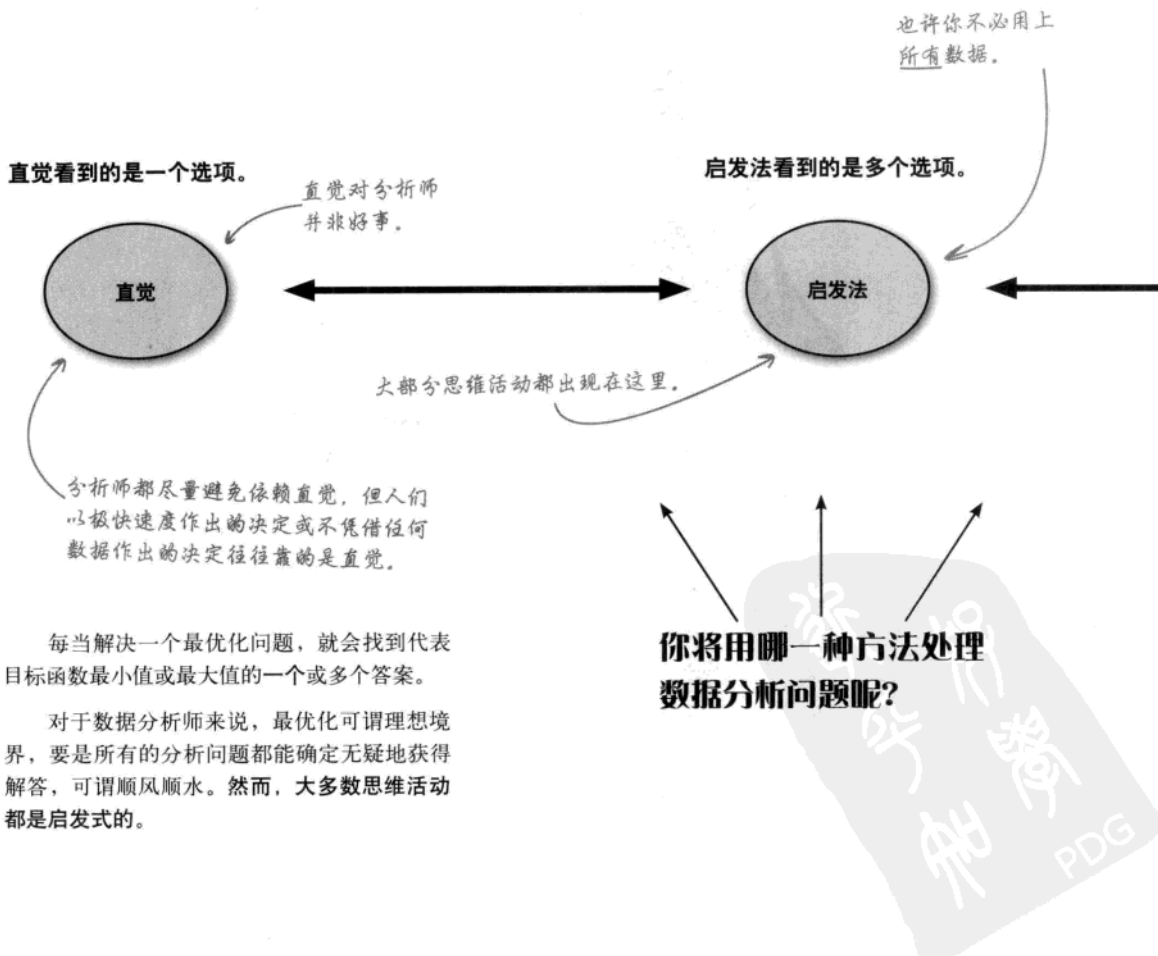 也许你不必用上
所有数据。
直觉看到的是一个选项。
启发法看到的是多个选项。
直觉对分析师
并非好事。
直觉
启发法
大部分思维活动都出现在这里。
分析师都尽量避免依赖直觉，但人们
以极快速度作出的决定或不凭借任何
数据作出的决定往往靠的是直觉。
每当解决一个最优化问题，就会找到代表
目标函数最小值或最大值的一个或多个答案。
对于数据分析师来说，最优化可谓理想境
界，要是所有的分析问题都能确定无疑地获得
解答，可谓顺风顺水。然而，大多数思维活动
都是启发式的。
你将用哪一种方法处理
数据分析问题呢？
PDG